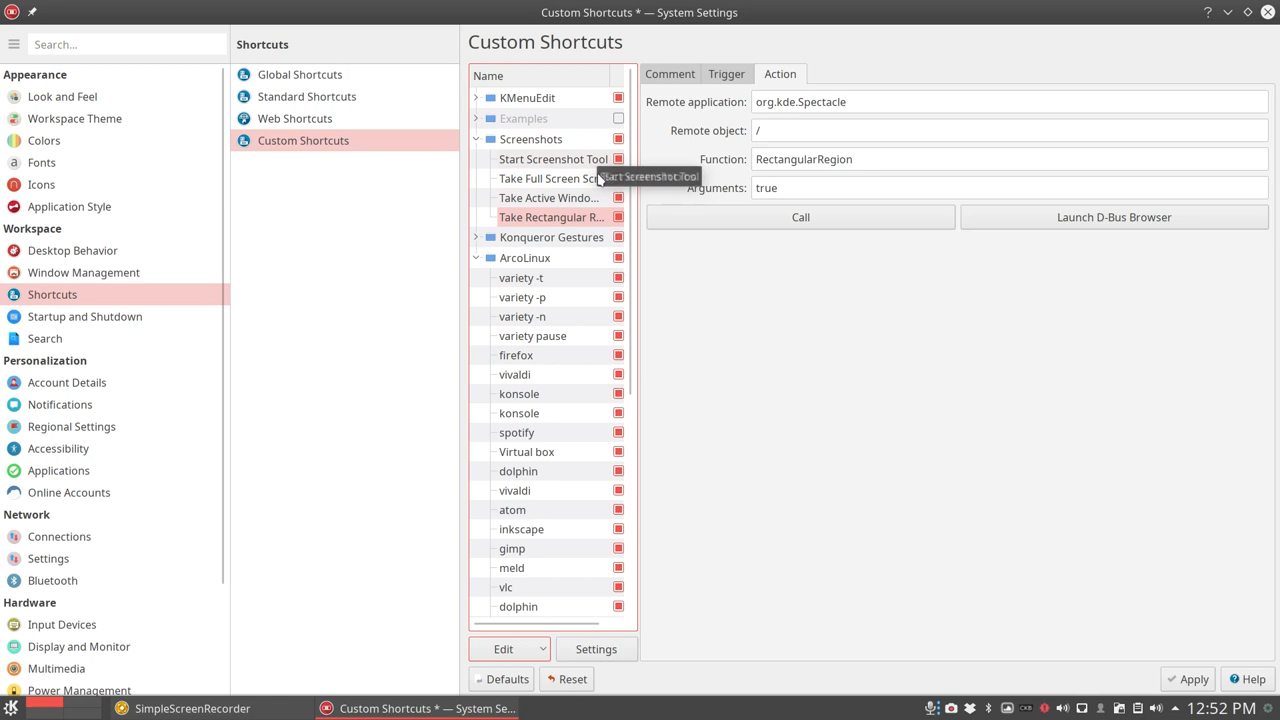 Custom Shortcuts * — System Settings
Search...
Appearance
Look and Feel
Workspace Theme
Colors
Fonts
Icons
Application Style
Workspace
Desktop Behavior
Window Management
Shortcuts
Startup and Shutdown
Search
Personalization
Account Details
Notifications
Regional Settings
Accessibility
Applications
Online Accounts
Network
Connections
Settings
Bluetooth
Hardware
Input Devices
Display and Monitor
Multimedia
Power Management
Shortcuts
Global Shortcuts
Standard Shortcuts
Web Shortcuts
Custom Shortcuts
Custom Shortcuts
Name
KMenuEdit
Examples
Screenshots
Start Screenshot Tool
Take Full Screen Scr
Start Screenshot Tool
Take Active Windo...
Take Rectangular R...
Konqueror Gestures
ArcoLinux
variety -t
variety -p
variety -n
variety pause
firefox
vivaldi
konsole
konsole
spotify
Virtual box
dolphin
vivaldi
atom
inkscape
gimp
meld
vlc
dolphin
Edit
Settings
Defaults
Reset
Comment
Trigger
Action
Remote application: org.kde.Spectacle
Remote object: /
Function: RectangularRegion
Arguments: true
Call
Launch D-Bus Browser
Apply
Help
SimpleScreenRecorder
Custom Shortcuts * — System Se...
12:52 PM